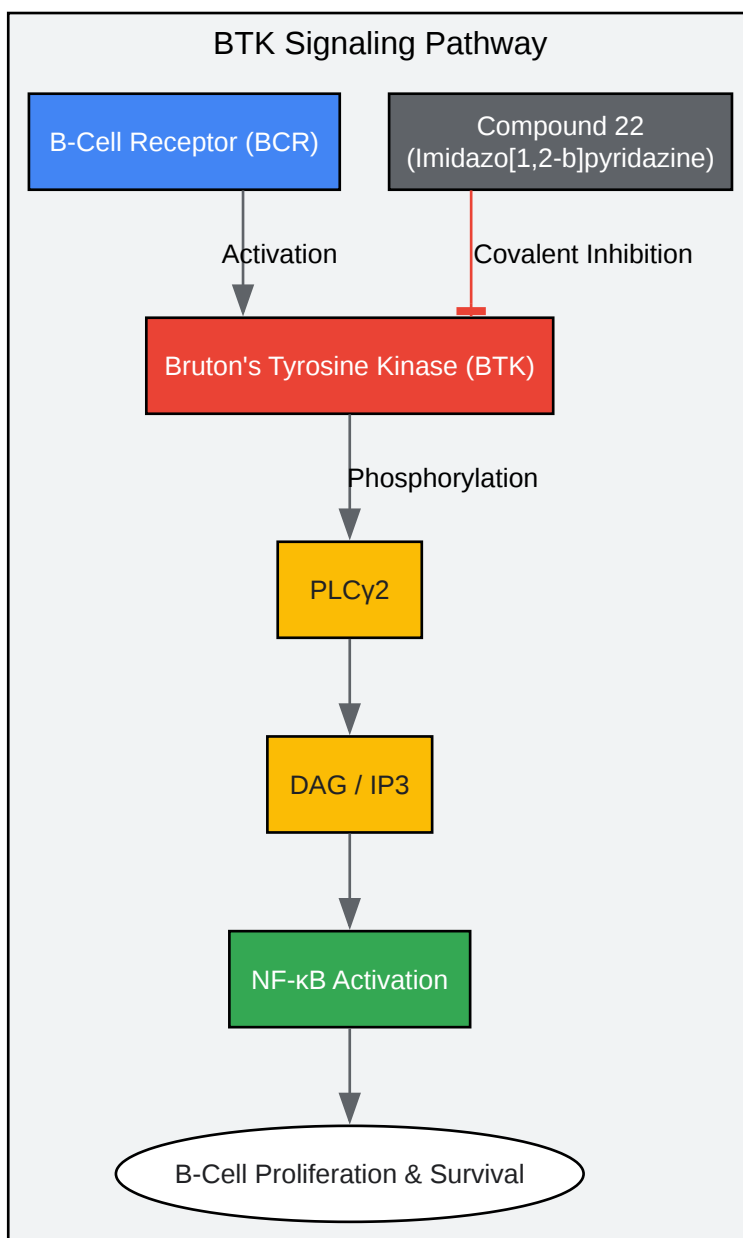 BTK Signaling Pathway
B-Cell Receptor (BCR)
Compound 22
(Imidazo[1,2-b]pyridazine)
Activation
Covalent Inhibition
Bruton's Tyrosine Kinase (BTK)
Phosphorylation
PLCγ2
DAG / IP3
NF-κB Activation
B-Cell Proliferation & Survival